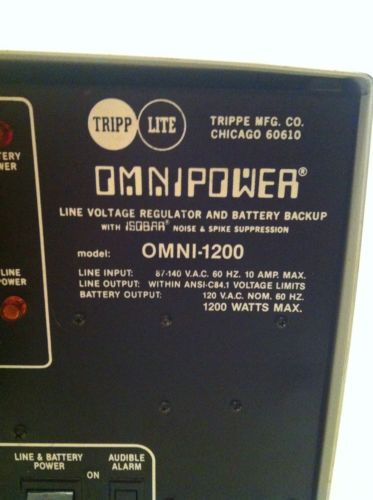 TRIPP LITE
TRIPPE MFG. CO.
CHICAGO 60610
OMNIPOWER®
LINE VOLTAGE REGULATOR AND BATTERY BACKUP
WITH ISOBAR® NOISE & SPIKE SUPPRESSION
model: OMNI-1200
LINE INPUT: 87-140 V.A.C. 60 HZ. 10 AMP. MAX.
LINE OUTPUT: WITHIN ANSI-C84.1 VOLTAGE LIMITS
BATTERY OUTPUT: 120 V.A.C. NOM. 60 HZ.
1200 WATTS MAX.
TERY
WER
LINE
POWER
LINE & BATTERY
POWER
ON
AUDIBLE
ALARM